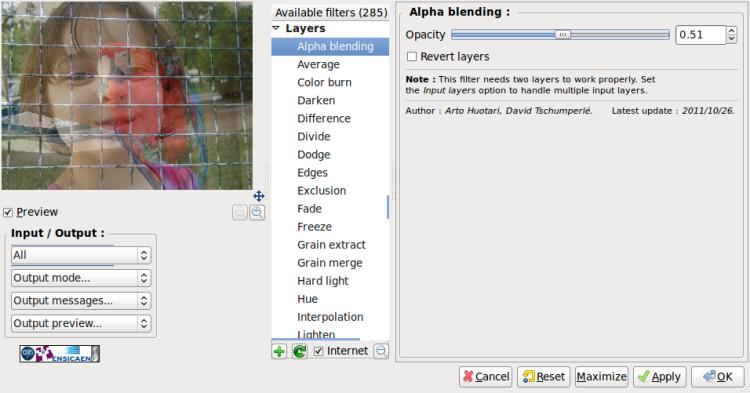 Preview
Input / Output :
All
Output mode...
Output messages...
Output preview...
ENSICAEN
Available filters (285)
Layers
Alpha blending
Average
Color burn
Darken
Difference
Divide
Dodge
Edges
Exclusion
Fade
Freeze
Grain extract
Grain merge
Hard light
Hue
Interpolation
Lighten
Internet
Alpha blending :
Opacity 0.51
Revert layers
Note : This filter needs two layers to work properly. Set
the Input layers option to handle multiple input layers.
Author : Arto Huotari, David Tschumperlé. Latest update : 2011/10/26.
Cancel Reset Maximize Apply OK